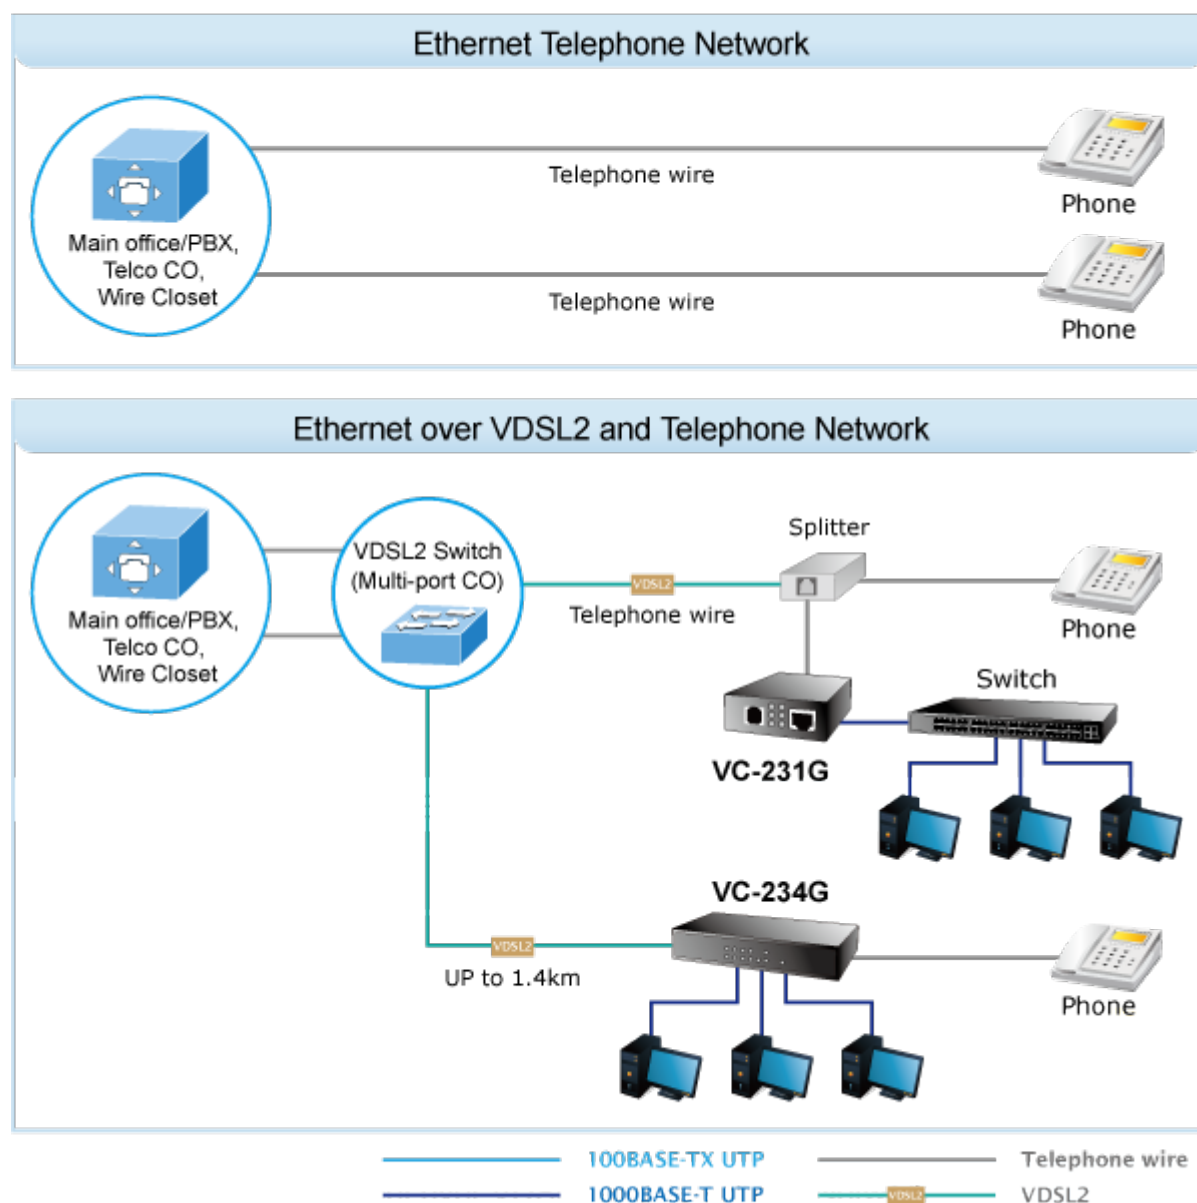 Ethernet Telephone Network
Telephone wire
Phone
Main office/PBX,
Telco CO,
Wire Closet
Telephone wire
Phone
Ethernet over VDSL2 and Telephone Network
Splitter
VDSL2 Switch
(Multi-port CO)
VDSL2
Telephone wire
Phone
Main office/PBX,
Telco CO,
Wire Closet
Switch
VC-231G
VC-234G
VDSL2
UP to 1.4km
Phone
100BASE-TX UTP
Telephone wire
1000BASE-T UTP
VDSL2
VDSL2